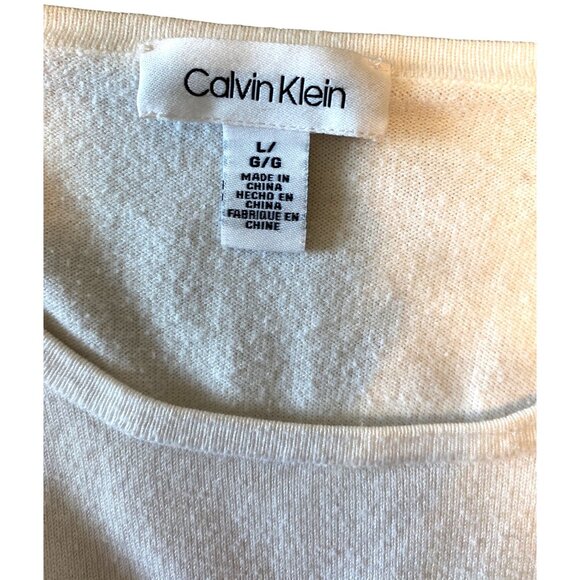 Calvin Klein
L/
G/G
MADE IN
CHINA
HECHO EN
CHINA
FABRIQUE EN
CHINE